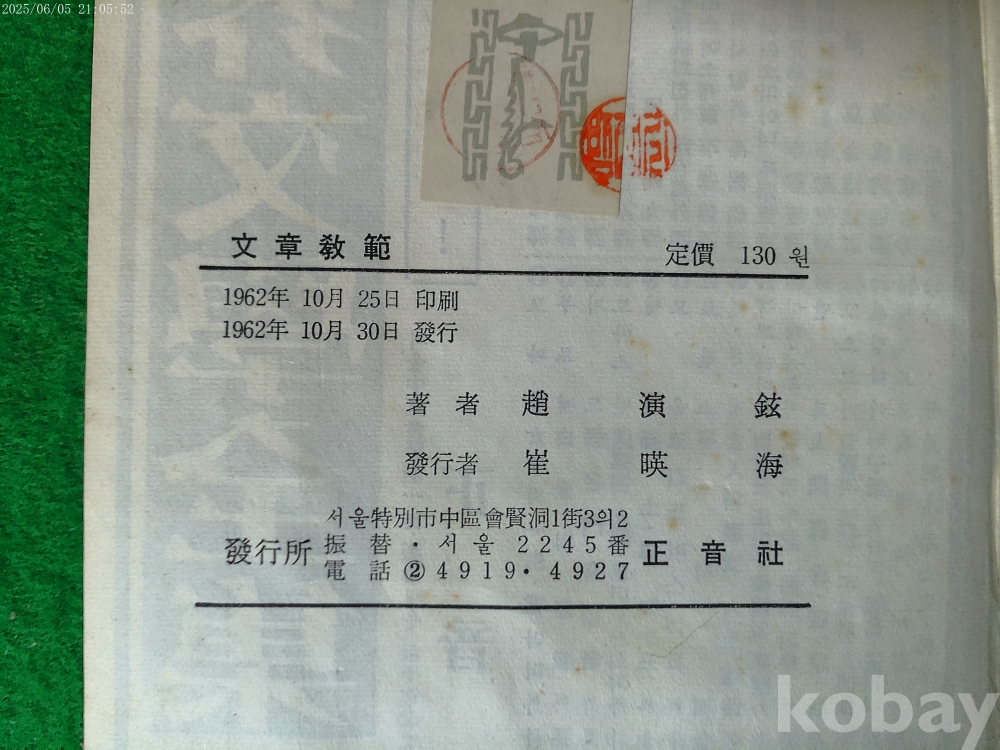 2025/06/05 21:05:52
文章敎範 定價 130 원
1962年 10月 25日 印刷
1962年 10月 30日 發行
著者 趙演鉉
發行者 崔暎海
서울特別市中區會賢洞1街3의2
發行所 振替・서울 2245番 正音社
電話 ②4919・4927
kobay